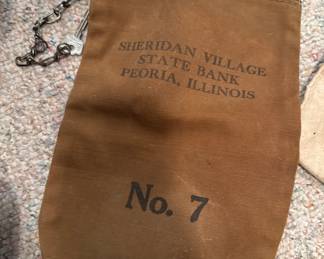 SHERIDAN VILLAGE
STATE BANK
PEORIA, ILLINOIS
No. 7